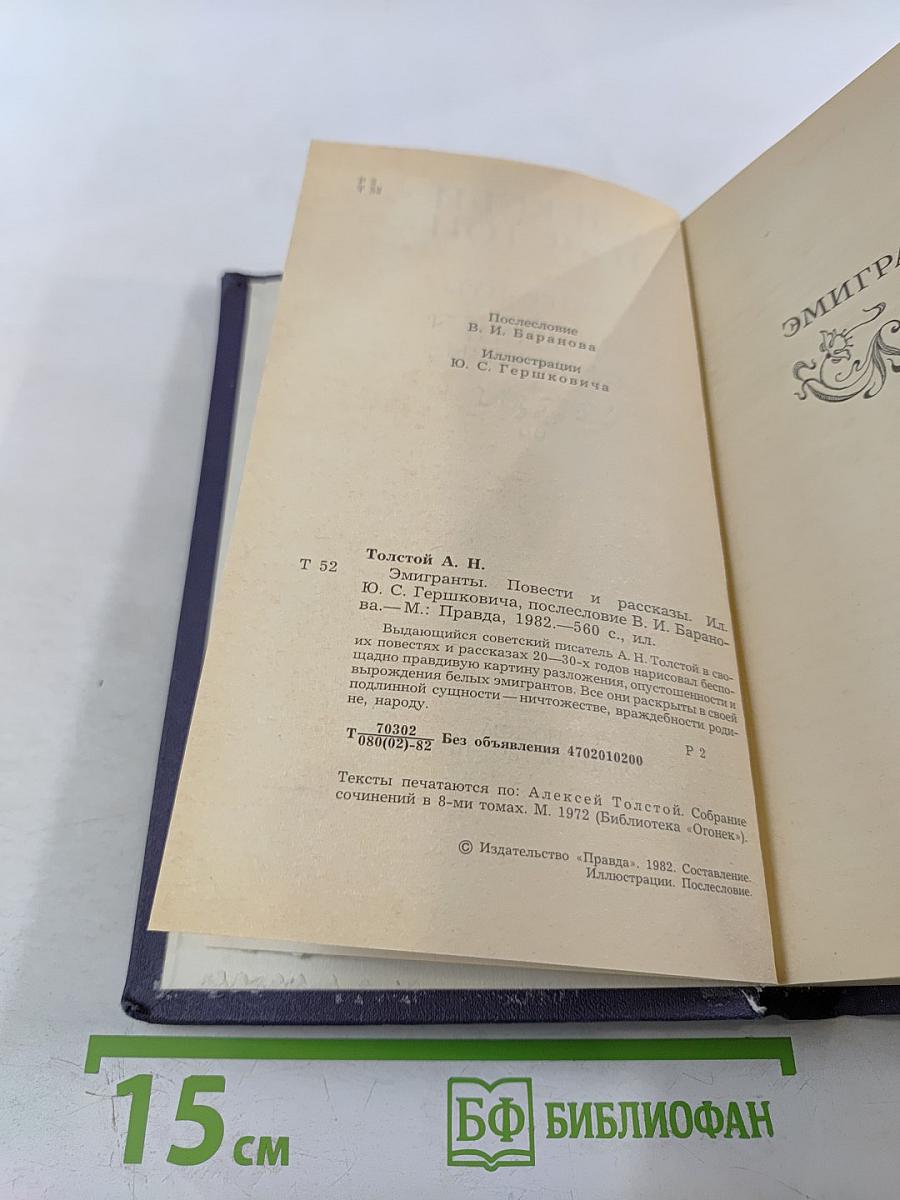 Р 2
Т 52
Послесловие
В. И. Баранова
Иллюстрации
Ю. С. Гершковича
Толстой А. Н.
Т 52 Эмигранты. Повести и рассказы. Ил.
Ю. С. Гершковича, послесловие В. И. Барано-
ва.— М.: Правда, 1982.—560 с., ил.
Выдающийся советский писатель А. Н. Толстой в сво-
их повестях и рассказах 20—30-х годов нарисовал беспо-
щадно правдивую картину разложения, опустошенности и
вырождения белых эмигрантов. Все они раскрыты в своей
подлинной сущности — ничтожестве, враждебности роди-
не, народу.
Т 70302
080(02)-82 Без объявления 4702010200 Р 2
Тексты печатаются по: Алексей Толстой. Собрание
сочинений в 8-ми томах. М. 1972 (Библиотека «Огонек»).
© Издательство «Правда». 1982. Составление.
Иллюстрации. Послесловие.
ЭМИГРА
15 см
БФ БИБЛИОФАН